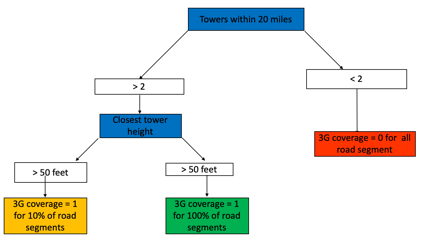 Towers within 20 miles
> 2
< 2
Closest tower
height
3G coverage = 0 for all
road segment
> 50 feet
> 50 feet
3G coverage = 1
for 10% of road
segments
3G coverage = 1
for 100% of road
segments